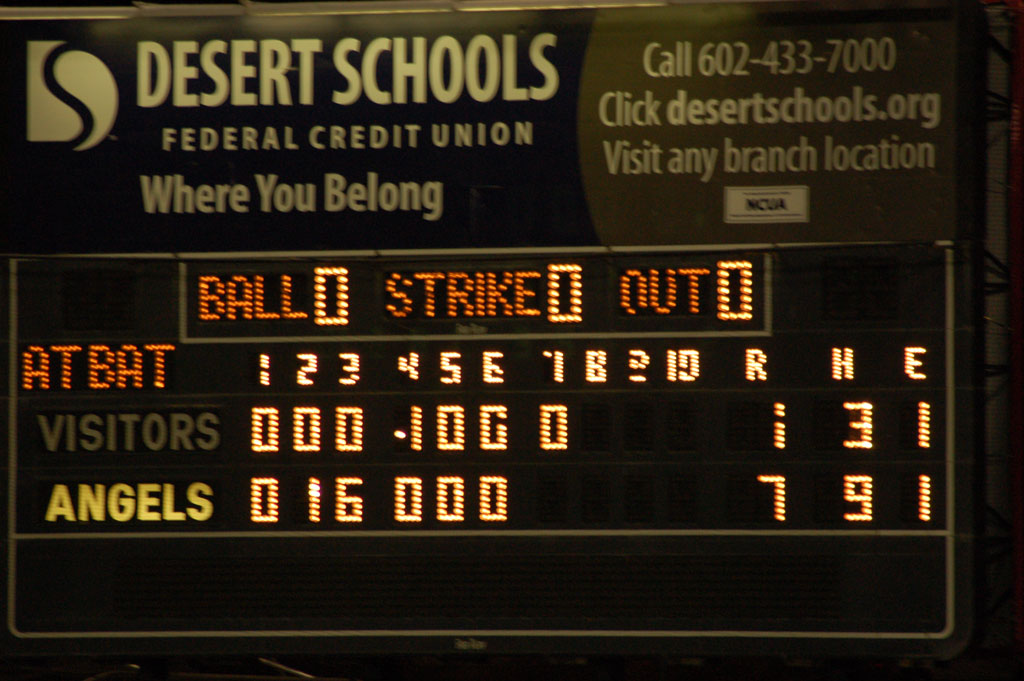 DESERT SCHOOLS
FEDERAL CREDIT UNION
Where You Belong
Call 602-433-7000
Click desertschools.org
Visit any branch location
NCUA
BALL 0 STRIKE 0 OUT 0
AT BAT 1 2 3 4 5 6 7 8 9 10 R H E
VISITORS 0 0 0 1 0 0 0 1 3 1
ANGELS 0 1 6 0 0 0 7 9 1